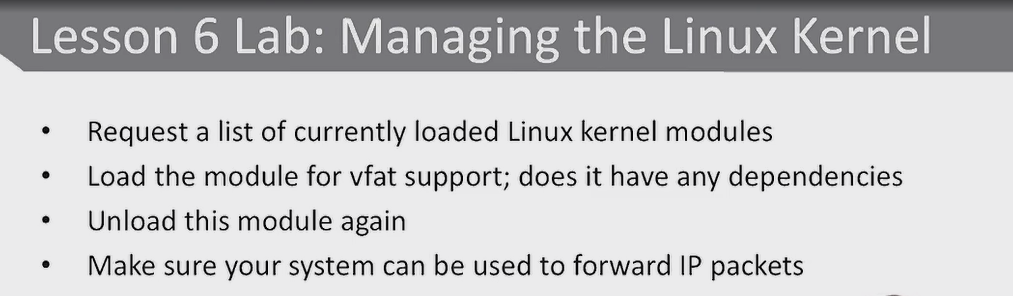 Lesson 6 Lab: Managing the Linux Kernel
• Request a list of currently loaded Linux kernel modules
• Load the module for vfat support; does it have any dependencies
• Unload this module again
• Make sure your system can be used to forward IP packets